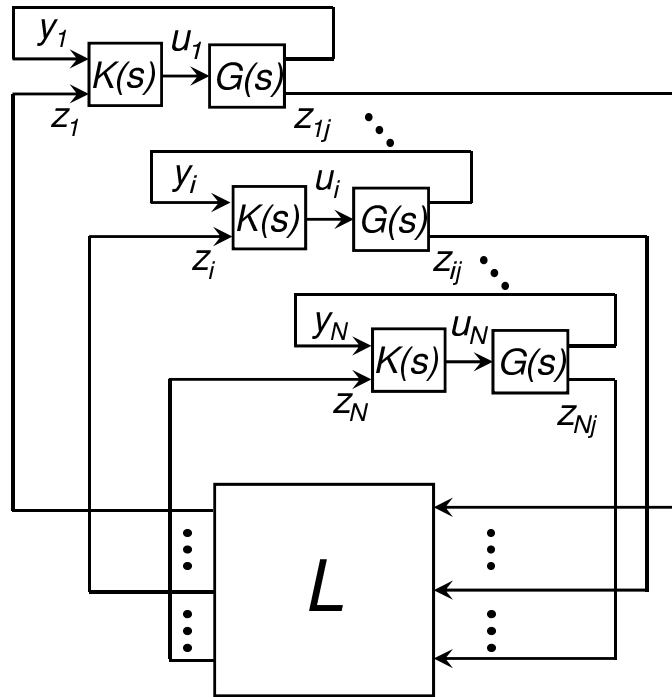 y1
u1
K(s)
G(s)
z1
z1j
yi
ui
K(s)
G(s)
zi
zij
yN
uN
K(s)
G(s)
zN
zNj
L